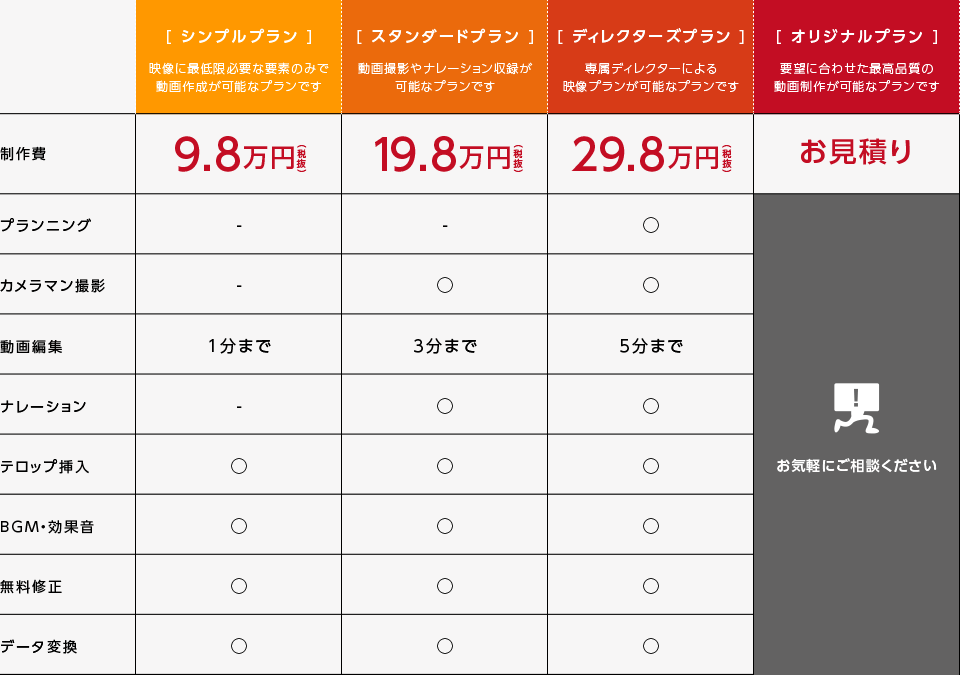 [ シンプルプラン ]
映像に最低限必要な要素のみで
動画作成が可能なプランです
[ スタンダードプラン ]
動画撮影やナレーション収録が
可能なプランです
[ ディレクターズプラン ]
専属ディレクターによる
映像プランが可能なプランです
[ オリジナルプラン ]
要望に合わせた最高品質の
動画制作が可能なプランです
制作費 9.8万円(税抜) 19.8万円(税抜) 29.8万円(税抜) お見積り
プランニング - - ○
カメラマン撮影 - ○ ○
動画編集 1分まで 3分まで 5分まで
ナレーション - ○ ○
!
テロップ挿入 ○ ○ ○ お気軽にご相談ください
BGM・効果音 ○ ○ ○
無料修正 ○ ○ ○
データ変換 ○ ○ ○